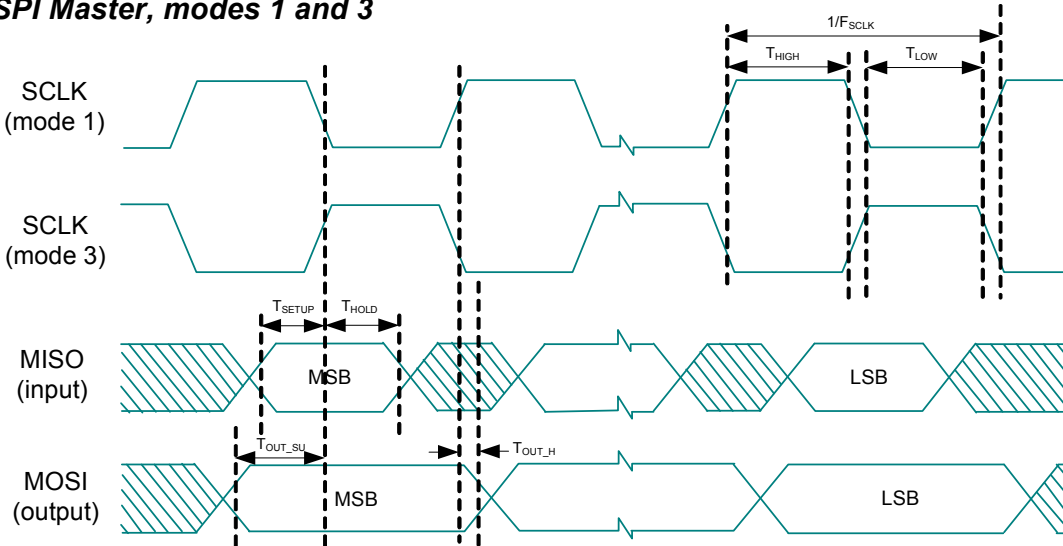 SPI Master, modes 1 and 3
1/FSCLK
THIGH
TLOW
SCLK
(mode 1)
SCLK
(mode 3)
TSETUP
THOLD
MISO
(input)
MSB
LSB
TOUT_SU
TOUT_H
MOSI
(output)
MSB
LSB